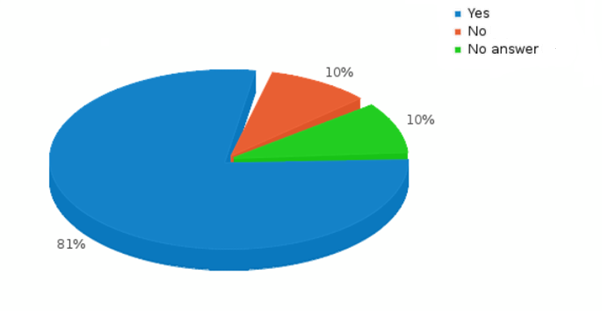 Yes
No
No answer
10%
10%
81%